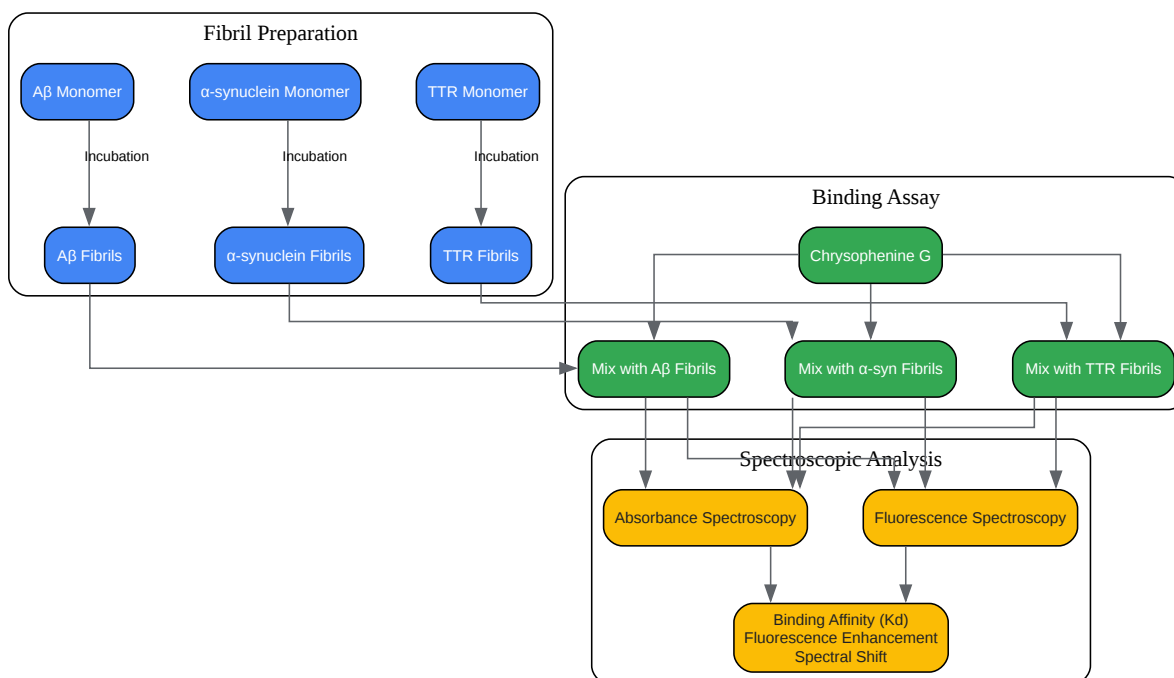 Fibril Preparation
Aβ Monomer
α-synuclein Monomer
TTR Monomer
Incubation
Incubation
Incubation
Aβ Fibrils
α-synuclein Fibrils
TTR Fibrils
Binding Assay
Chrysophenine G
Mix with Aβ Fibrils
Mix with α-syn Fibrils
Mix with TTR Fibrils
Spectroscopic Analysis
Absorbance Spectroscopy
Fluorescence Spectroscopy
Binding Affinity (Kd)
Fluorescence Enhancement
Spectral Shift